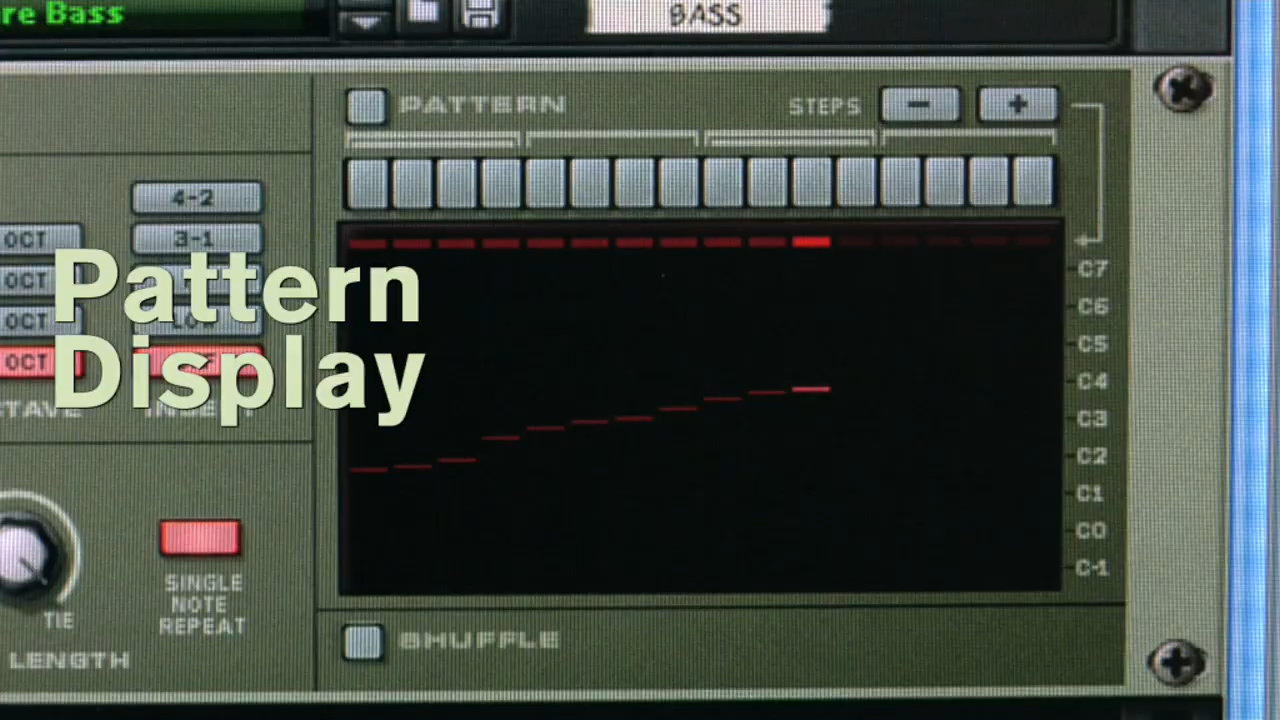 re Bass
BASS
PATTERN
STEPS
4-2
OCT
3-1
OCT
OCT
LOW
OCT
Pattern
Display
C7
C6
C5
C4
C3
C2
C1
C0
C-1
TIE
LENGTH
SINGLE
NOTE
REPEAT
SHUFFLE